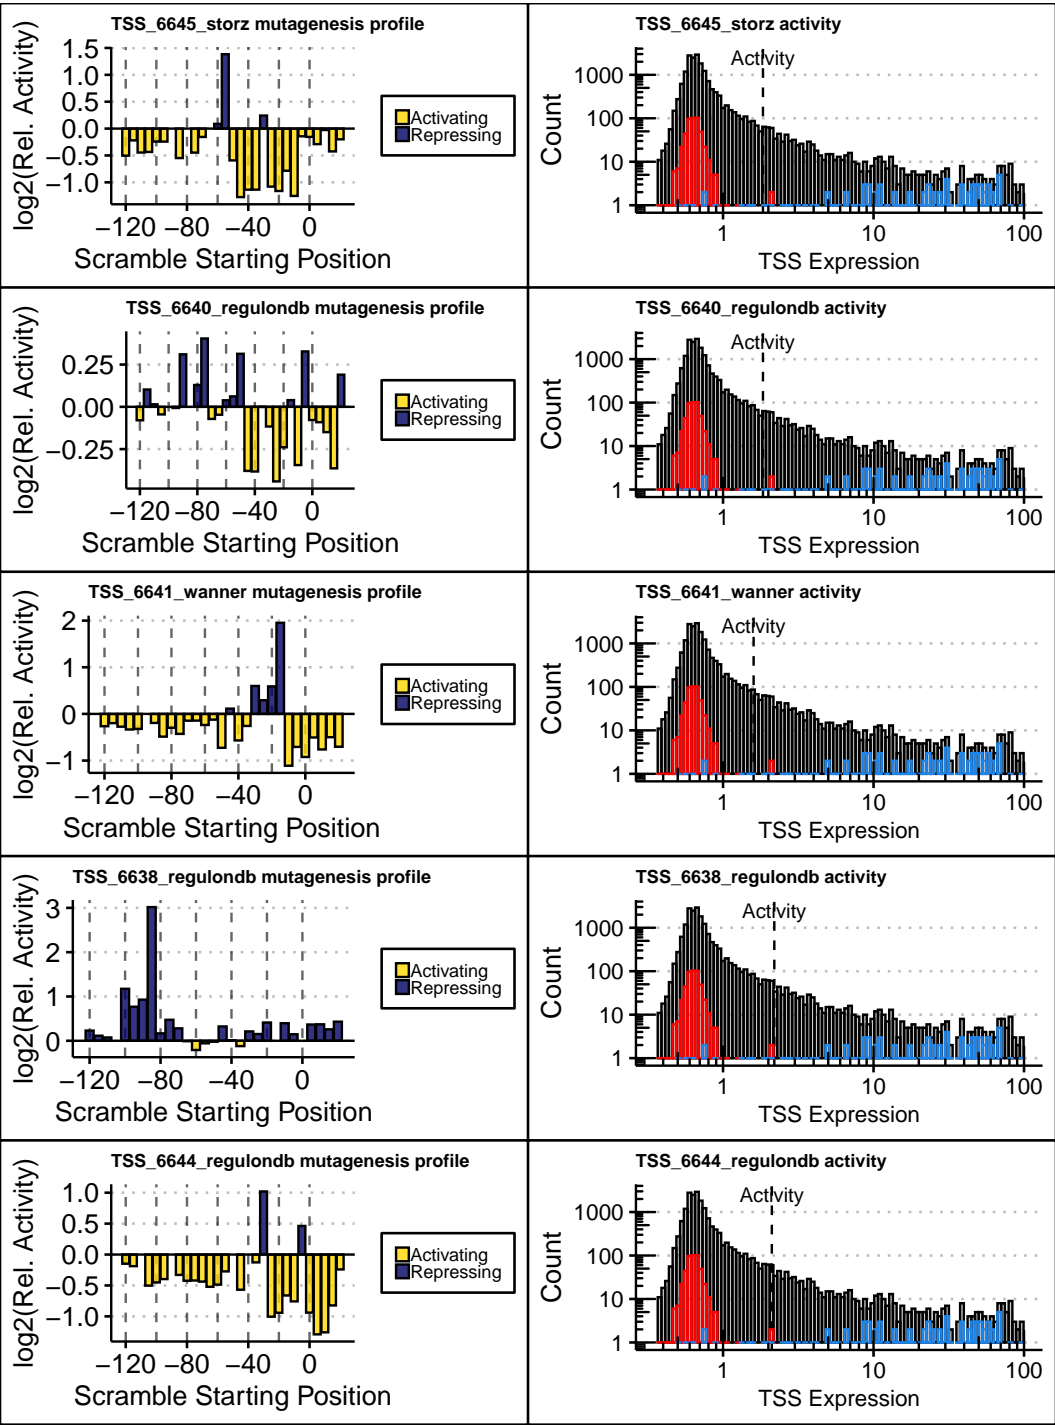 TSS_6645_storz mutagenesis profile
log2(Rel. Activity)
1.5
1.0
0.5
0.0
−0.5
−1.0
−120 −80 −40 0
Scramble Starting Position
Activating
Repressing
TSS_6645_storz activity
Activity
Count
1000
100
10
1
1 10 100
TSS Expression
TSS_6640_regulondb mutagenesis profile
log2(Rel. Activity)
0.25
0.00
−0.25
−120 −80 −40 0
Scramble Starting Position
Activating
Repressing
TSS_6640_regulondb activity
Activity
Count
1000
100
10
1
1 10 100
TSS Expression
TSS_6641_wanner mutagenesis profile
log2(Rel. Activity)
2
1
0
−1
−120 −80 −40 0
Scramble Starting Position
Activating
Repressing
TSS_6641_wanner activity
Activity
Count
1000
100
10
1
1 10 100
TSS Expression
TSS_6638_regulondb mutagenesis profile
log2(Rel. Activity)
3
2
1
0
−120 −80 −40 0
Scramble Starting Position
Activating
Repressing
TSS_6638_regulondb activity
Activity
Count
1000
100
10
1
1 10 100
TSS Expression
TSS_6644_regulondb mutagenesis profile
log2(Rel. Activity)
1.0
0.5
0.0
−0.5
−1.0
−120 −80 −40 0
Scramble Starting Position
Activating
Repressing
TSS_6644_regulondb activity
Activity
Count
1000
100
10
1
1 10 100
TSS Expression